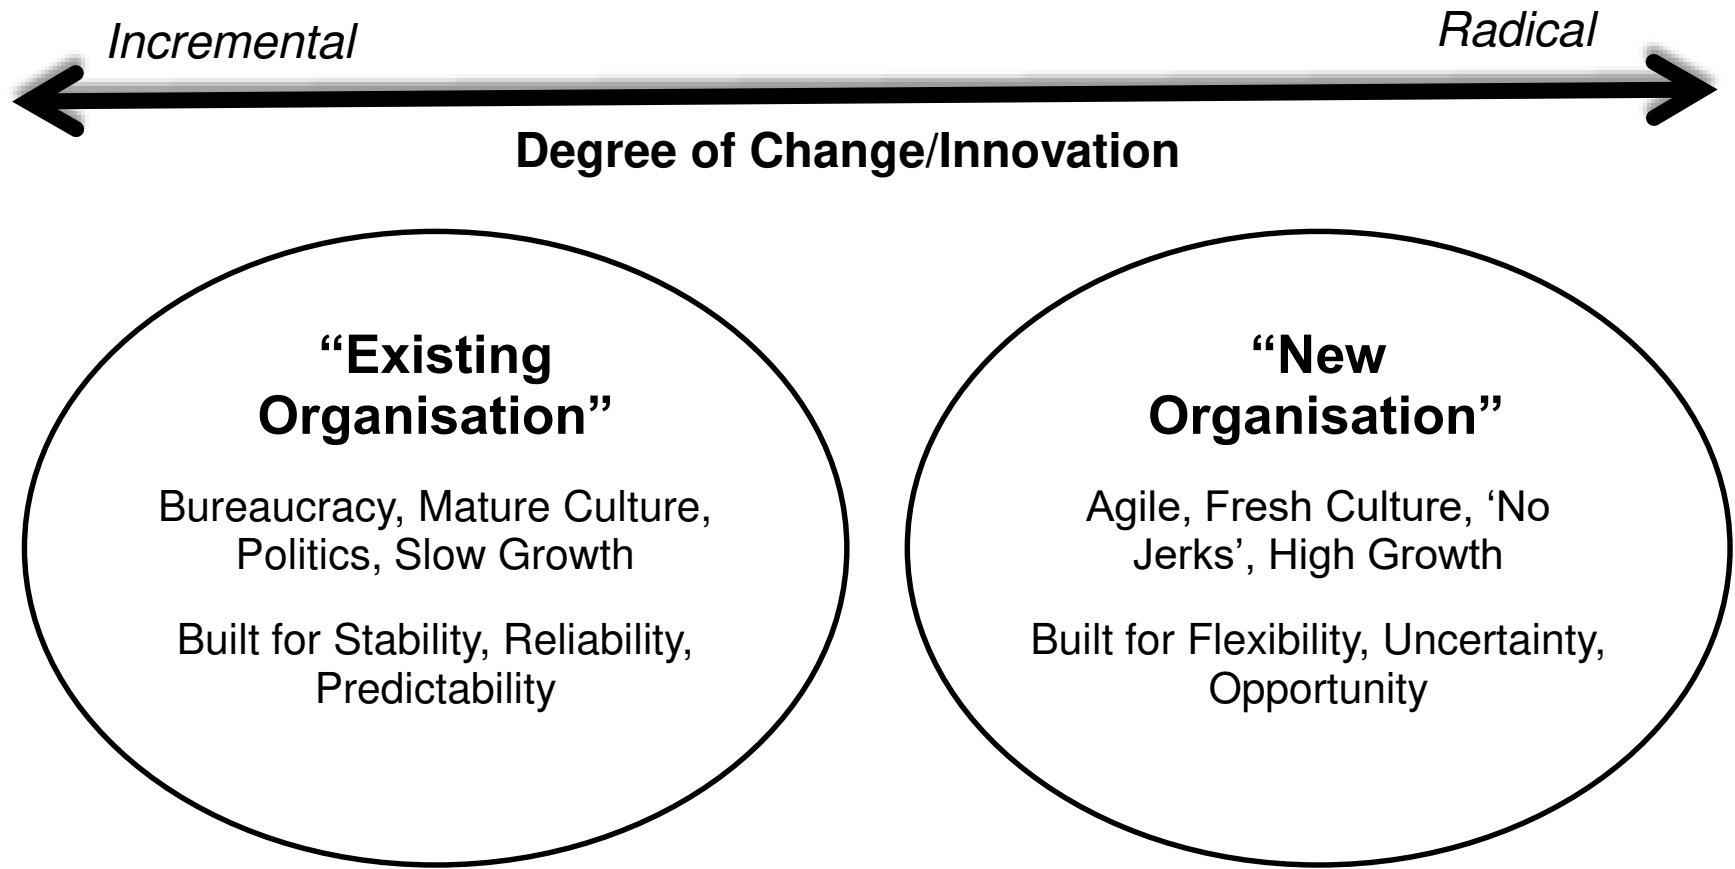 Incremental
Radical
Degree of Change/Innovation
“Existing
Organisation”
Bureaucracy, Mature Culture,
Politics, Slow Growth
Built for Stability, Reliability,
Predictability
“New
Organisation”
Agile, Fresh Culture, ‘No
Jerks’, High Growth
Built for Flexibility, Uncertainty,
Opportunity